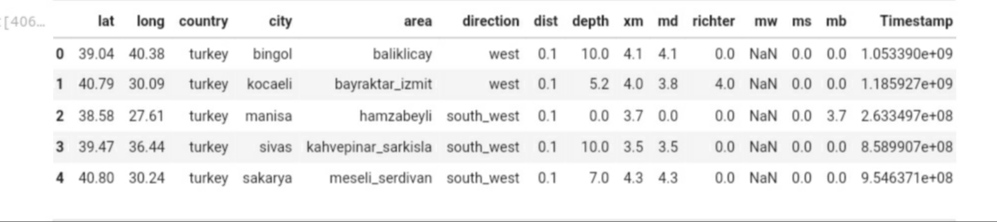 [406...
lat long country city area direction dist depth xm md richter mw ms mb Timestamp
0 39.04 40.38 turkey bingol baliklicay west 0.1 10.0 4.1 4.1 0.0 NaN 0.0 0.0 1.053390e+09
1 40.79 30.09 turkey kocaeli bayraktar_izmit west 0.1 5.2 4.0 3.8 4.0 NaN 0.0 0.0 1.185927e+09
2 38.58 27.61 turkey manisa hamzabeyli south_west 0.1 0.0 3.7 0.0 0.0 NaN 0.0 3.7 2.633497e+08
3 39.47 36.44 turkey sivas kahvepinar_sarkisla south_west 0.1 10.0 3.5 3.5 0.0 NaN 0.0 0.0 8.589907e+08
4 40.80 30.24 turkey sakarya meseli_serdivan south_west 0.1 7.0 4.3 4.3 0.0 NaN 0.0 0.0 9.546371e+08